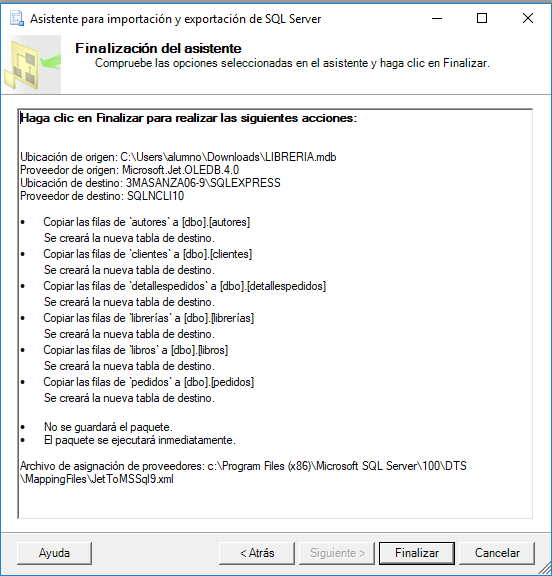 Asistente para importación y exportación de SQL Server
Finalización del asistente
Compruebe las opciones seleccionadas en el asistente y haga clic en Finalizar.
Haga clic en Finalizar para realizar las siguientes acciones:
Ubicación de origen: C:\Users\alumno\Downloads\LIBRERIA.mdb
Proveedor de origen: Microsoft.Jet.OLEDB.4.0
Ubicación de destino: 3MASANZA06-9\SQLEXPRESS
Proveedor de destino: SQLNCLI10
• Copiar las filas de `autores` a [dbo].[autores]
Se creará la nueva tabla de destino.
• Copiar las filas de `clientes` a [dbo].[clientes]
Se creará la nueva tabla de destino.
• Copiar las filas de `detallespedidos` a [dbo].[detallespedidos]
Se creará la nueva tabla de destino.
• Copiar las filas de `librerías` a [dbo].[librerías]
Se creará la nueva tabla de destino.
• Copiar las filas de `libros` a [dbo].[libros]
Se creará la nueva tabla de destino.
• Copiar las filas de `pedidos` a [dbo].[pedidos]
Se creará la nueva tabla de destino.
• No se guardará el paquete.
• El paquete se ejecutará inmediatamente.
Archivo de asignación de proveedores: c:\Program Files (x86)\Microsoft SQL Server\100\DTS
\MappingFiles\JetToMSSql9.xml
Ayuda < Atrás Siguiente > Finalizar Cancelar